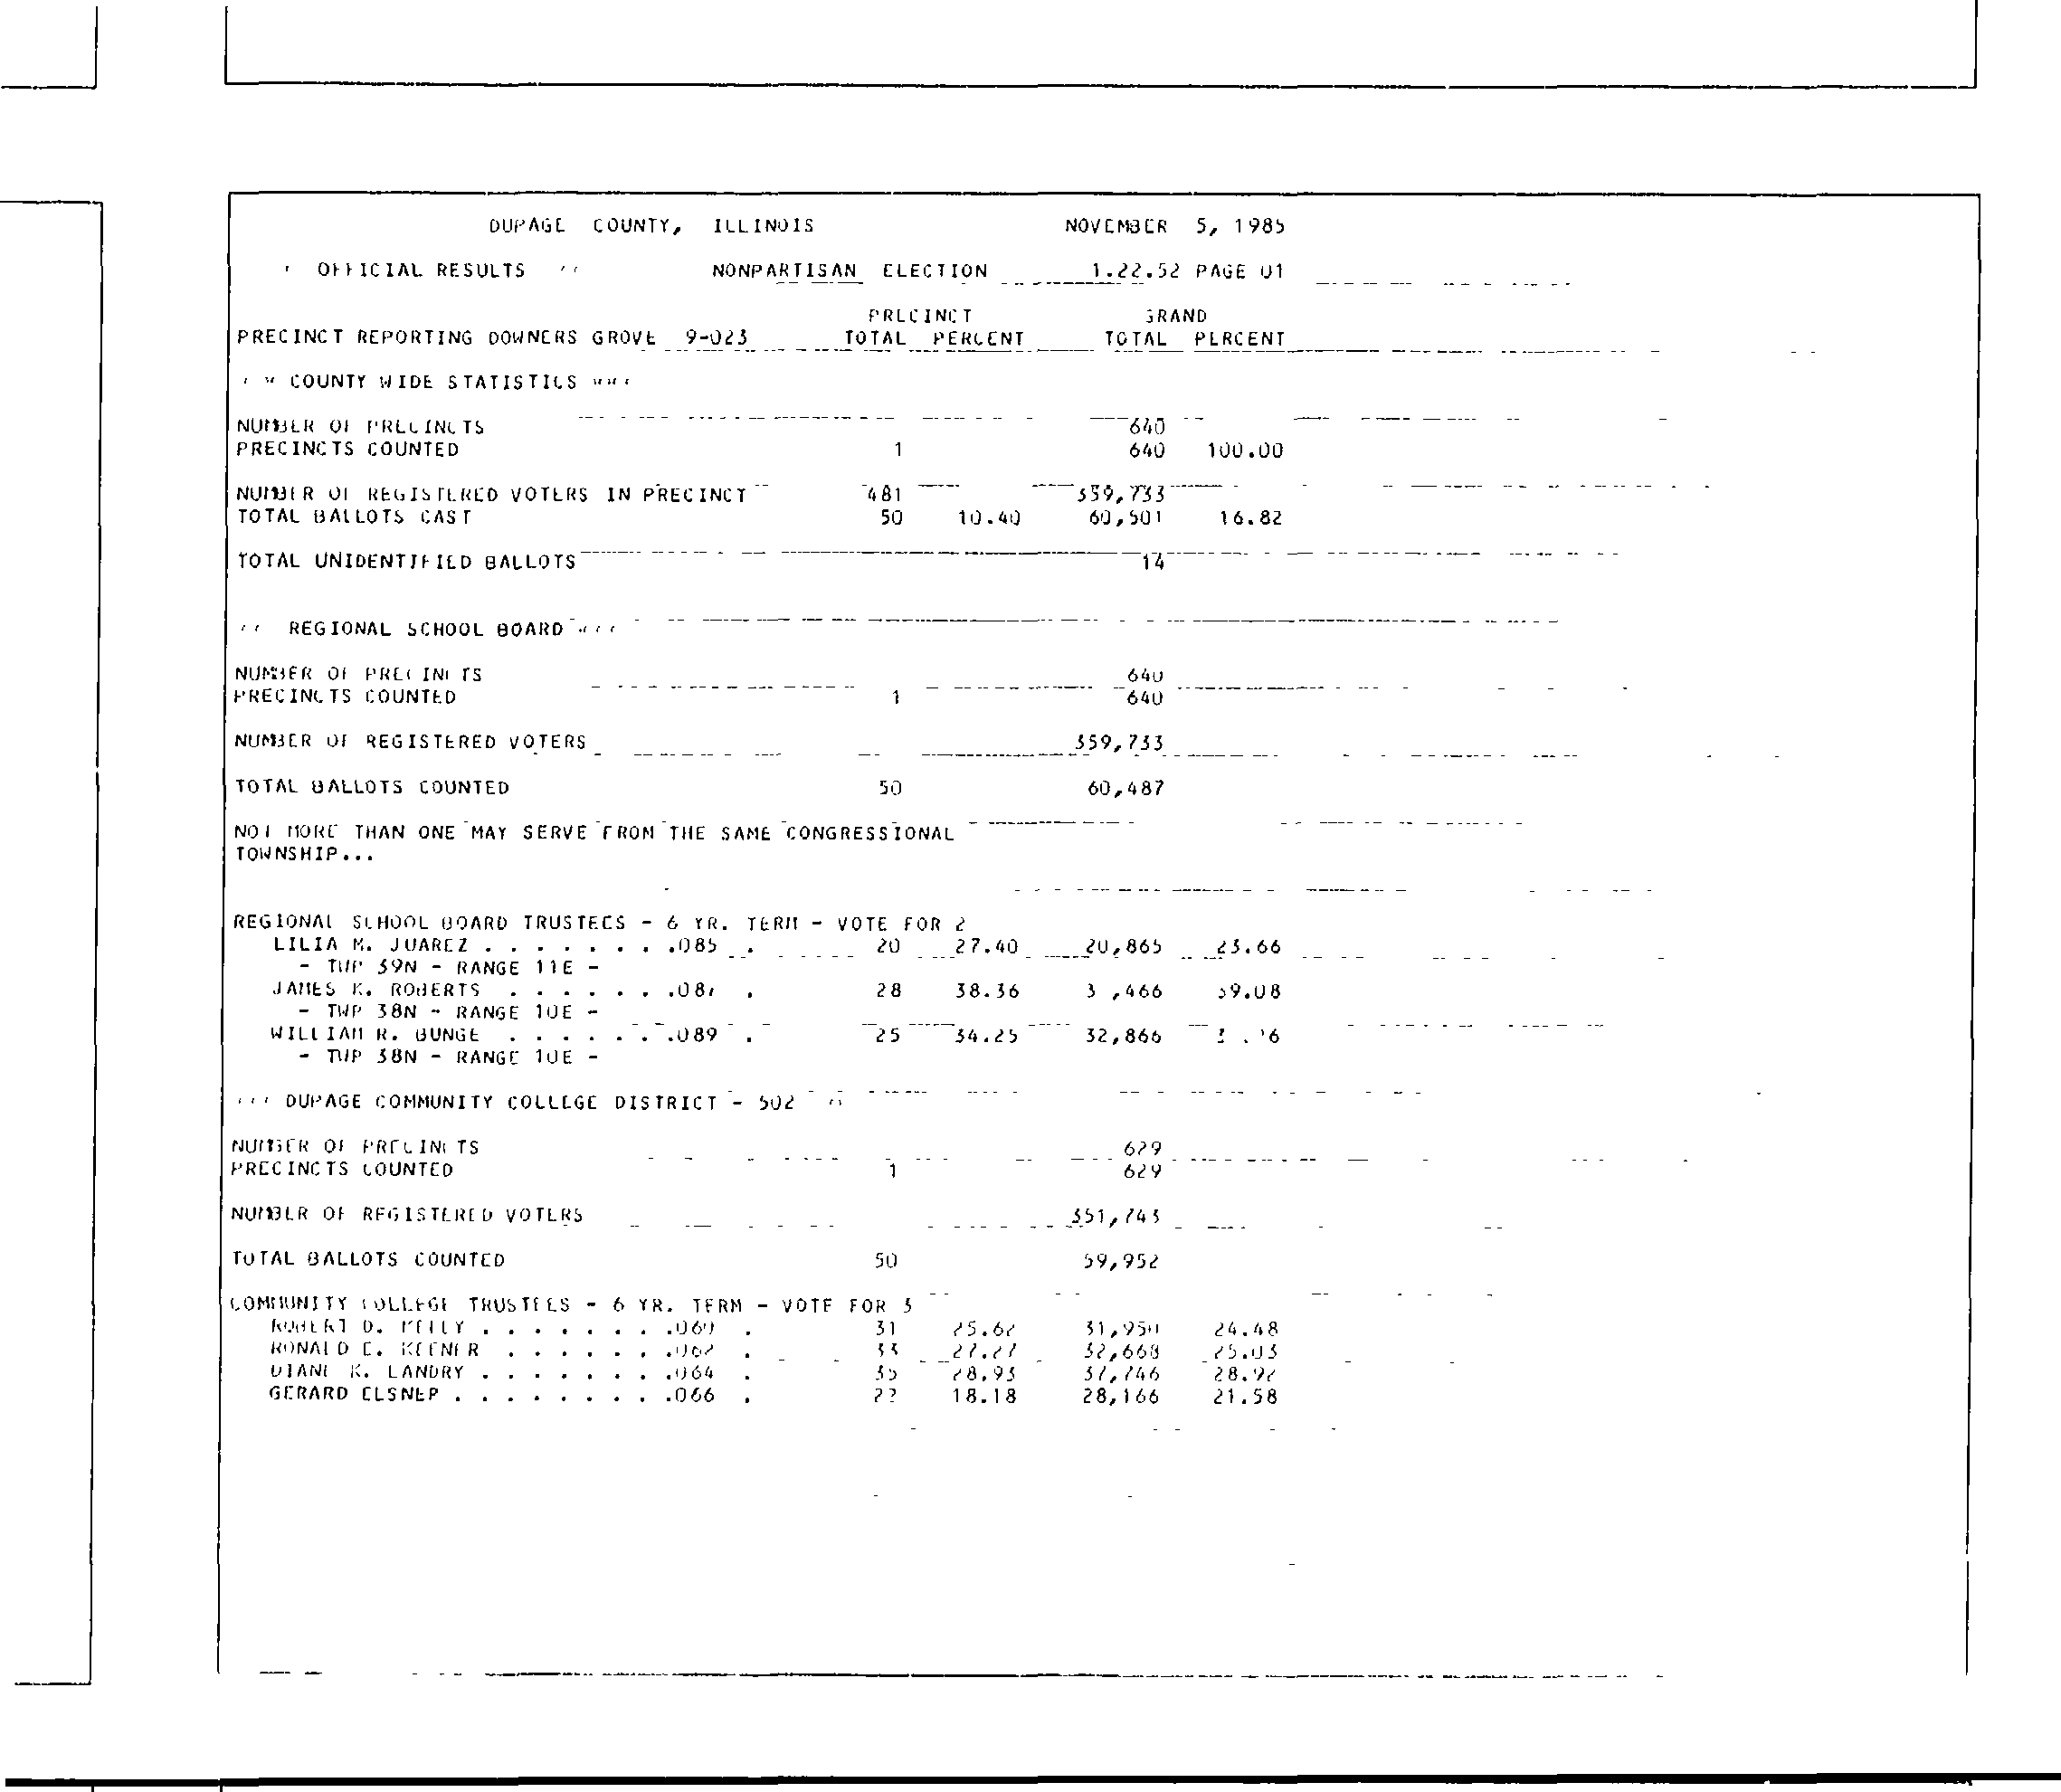 DUPAGE COUNTY, ILLINOIS NOVEMBER 5, 1985
OFFICIAL RESULTS NONPARTISAN ELECTION 1.22.52 PAGE 01
PRECINCT GRAND
PRECINCT REPORTING DOWNERS GROVE 9-023 TOTAL PERCENT TOTAL PERCENT
COUNTY WIDE STATISTICS
NUMBER OF PRECINCTS 640
PRECINCTS COUNTED 1 640 100.00
NUMBER OF REGISTERED VOTERS IN PRECINCT 481 359,733
TOTAL BALLOTS CAST 50 10.40 60,501 16.82
TOTAL UNIDENTIFIED BALLOTS 14
REGIONAL SCHOOL BOARD
NUMBER OF PRECINCTS 640
PRECINCTS COUNTED 1 640
NUMBER OF REGISTERED VOTERS 359,733
TOTAL BALLOTS COUNTED 50 60,487
NOT MORE THAN ONE MAY SERVE FROM THE SAME CONGRESSIONAL
TOWNSHIP...
REGIONAL SCHOOL BOARD TRUSTEES - 6 YR. TERM - VOTE FOR 2
LILIA M. JUAREZ . . . . . . . .085 . 20 27.40 20,865 23.66
- TWP 39N - RANGE 11E -
JAMES K. ROBERTS . . . . . . . 28 38.36 39.08
- TWP 38N - RANGE 10E -
WILLIAM R. BUNGE . . . . . . .089 . 25 34.25 32,866
- TWP 38N - RANGE 10E -
DUPAGE COMMUNITY COLLEGE DISTRICT - 502
NUMBER OF PRECINCTS 629
PRECINCTS COUNTED 1 629
NUMBER OF REGISTERED VOTERS 351,743
TOTAL BALLOTS COUNTED 50 59,952
COMMUNITY COLLEGE TRUSTEES - 6 YR. TERM - VOTE FOR 3
ROBERT D. KELLY . . . . . . . .060 . 31 25.62 31,950 24.48
RONALD E. KEENER . . . . . . .062 . 33 27.27 32,668 25.03
DIANE K. LANDRY . . . . . . . .064 . 35 28.93 37,746 28.92
GERARD ELSNER . . . . . . . . .066 . 22 18.18 28,166 21.58